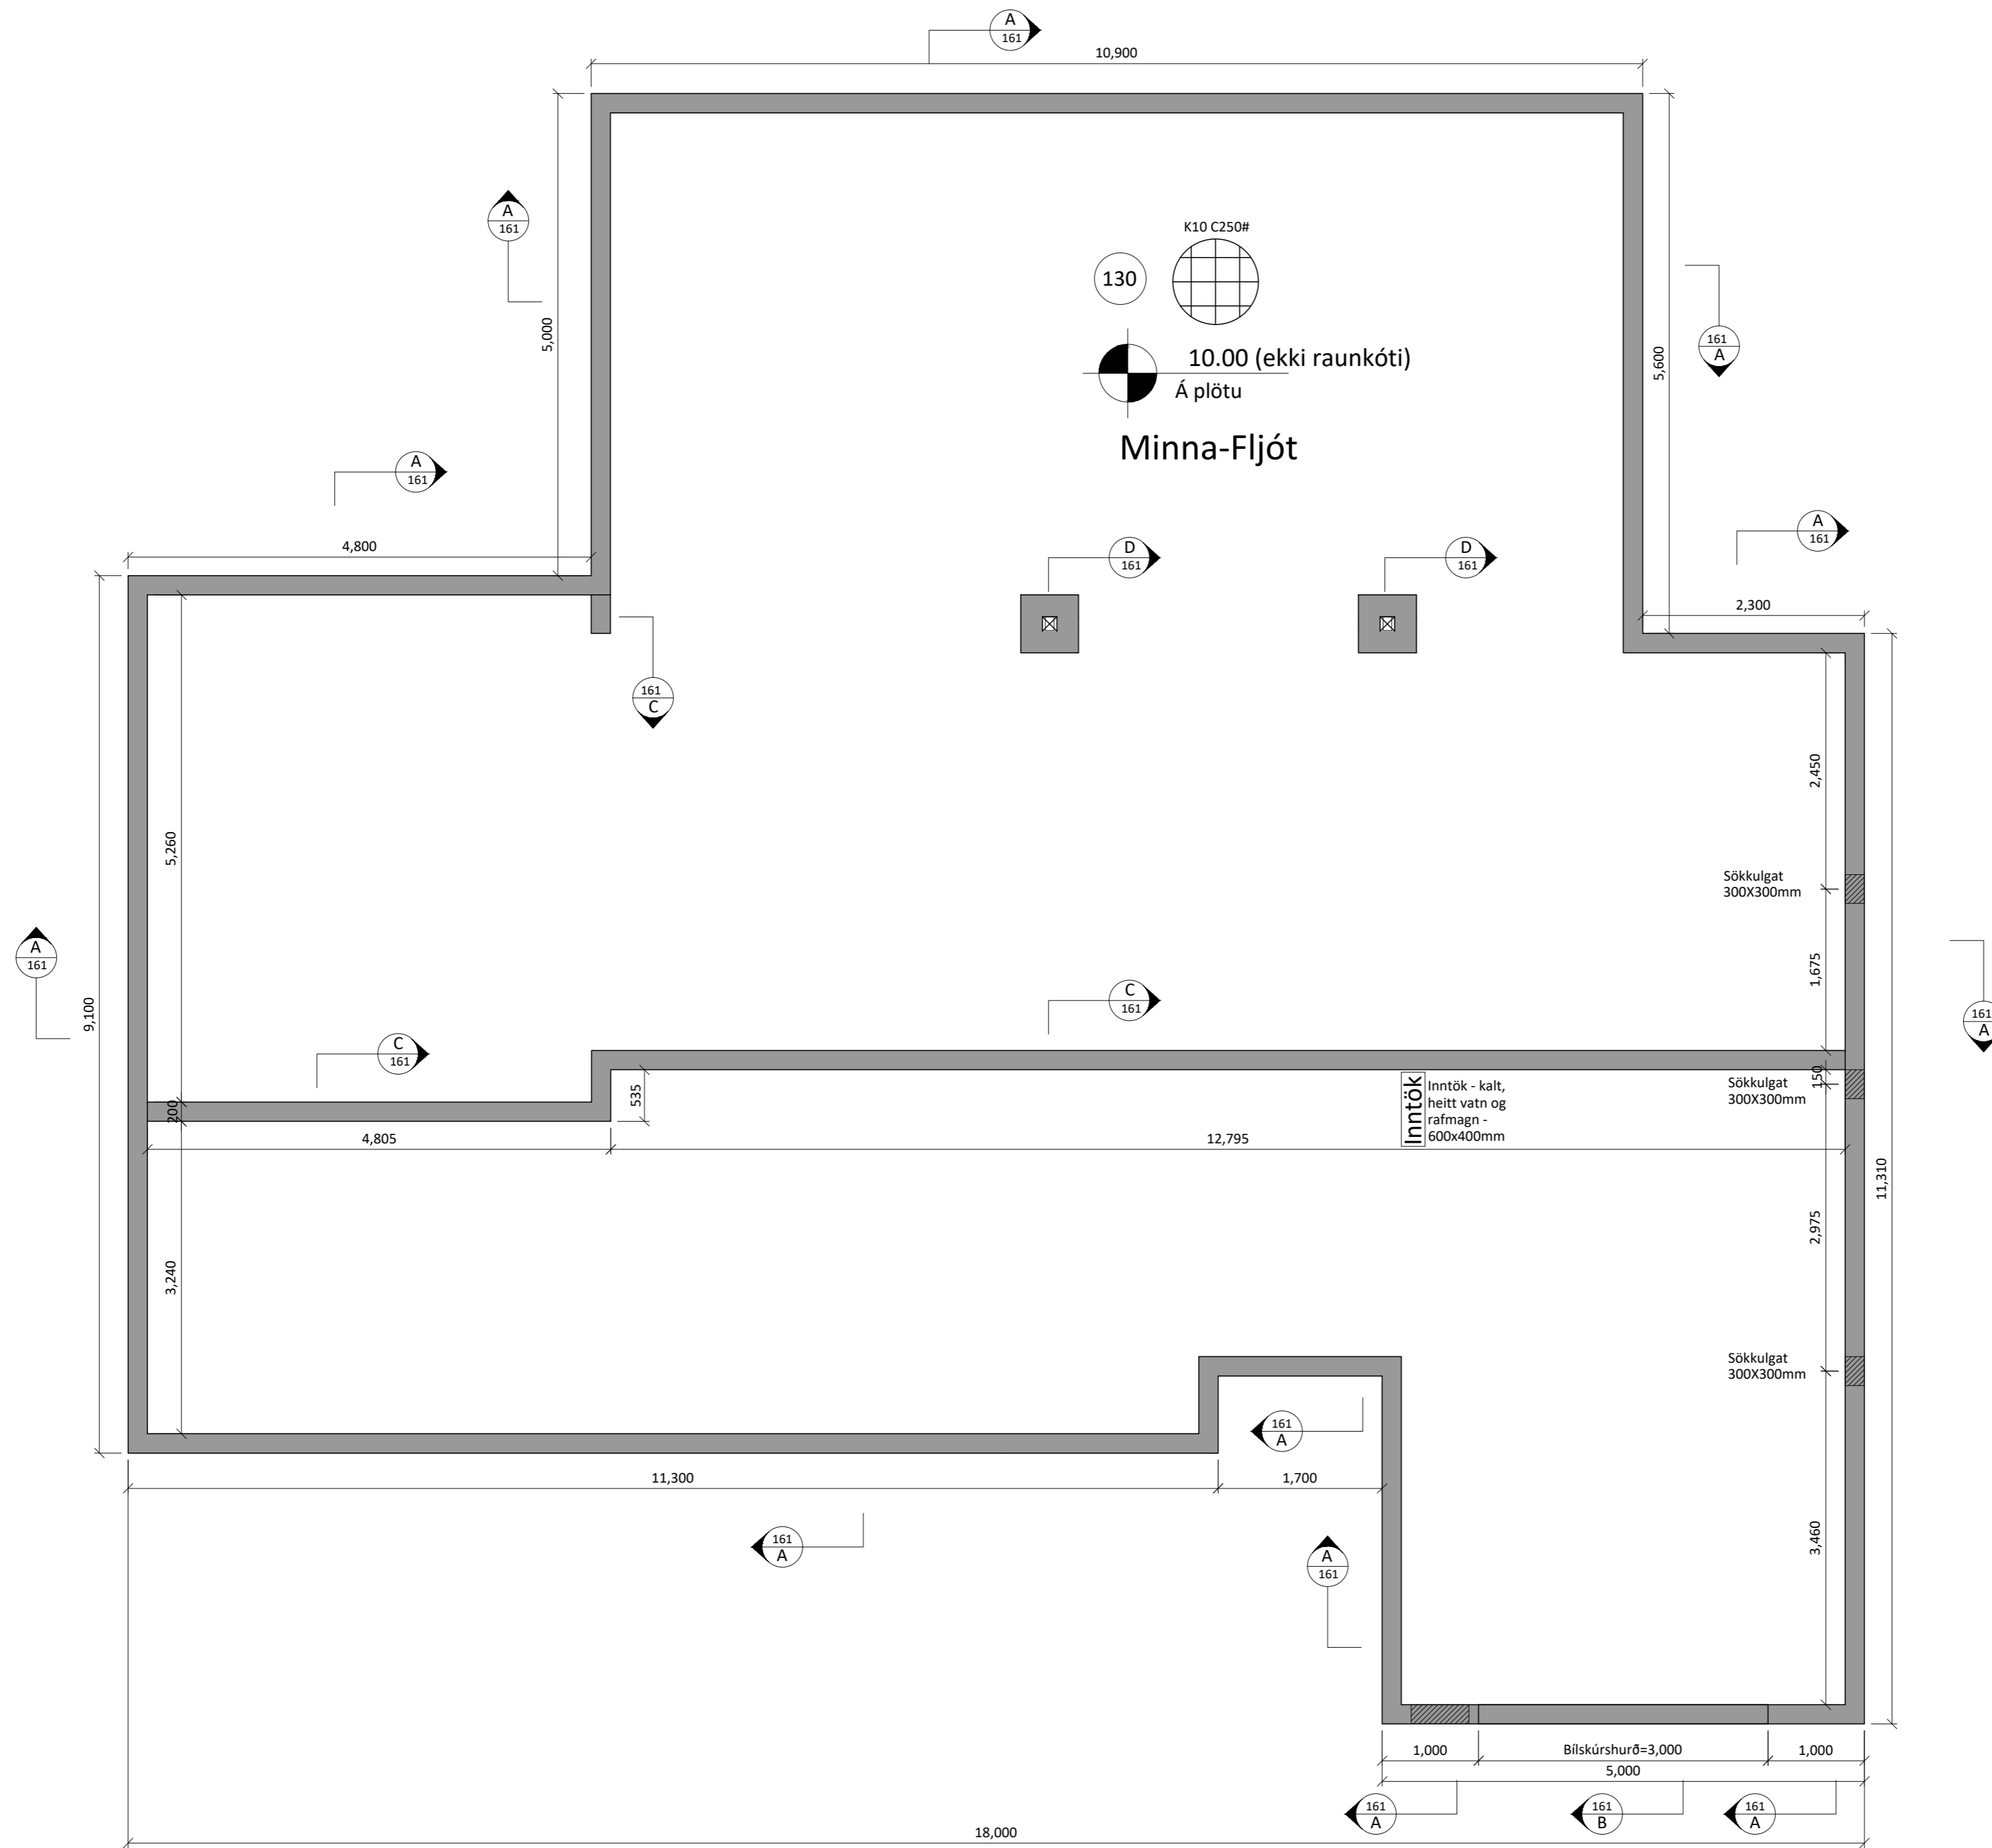 A
161
10,900
A
161
K10 C250#
130
5,000
10.00 (ekki raunkóti)
Á plötu
161
A
5,600
Minna-Fljót
A
161
A
161
4,800
D
161
D
161
2,300
161
C
2,450
5,260
Sökkulgat
300X300mm
A
161
1,675
9,100
C
161
161
A
C
161
535
Inntök
Inntök - kalt,
heitt vatn og
rafmagn -
600x400mm
150
Sökkulgat
300X300mm
200
4,805
12,795
11,310
2,975
3,240
Sökkulgat
300X300mm
161
A
11,300
1,700
161
A
A
161
3,460
1,000
Bílskúrshurð=3,000
1,000
5,000
161
A
161
B
161
A
18,000